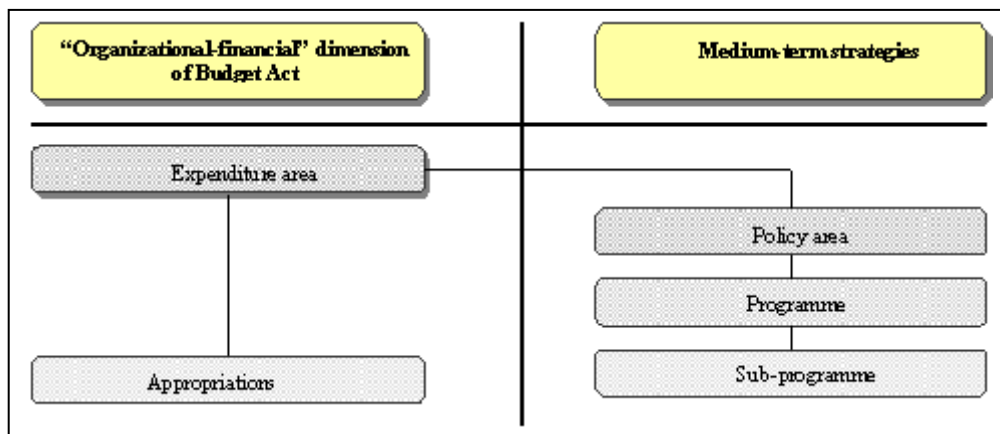 “Organizational-financial” dimension
of Budget Act
Medium-term strategies
Expenditure area
Policy area
Programme
Appropriations
Sub-programme